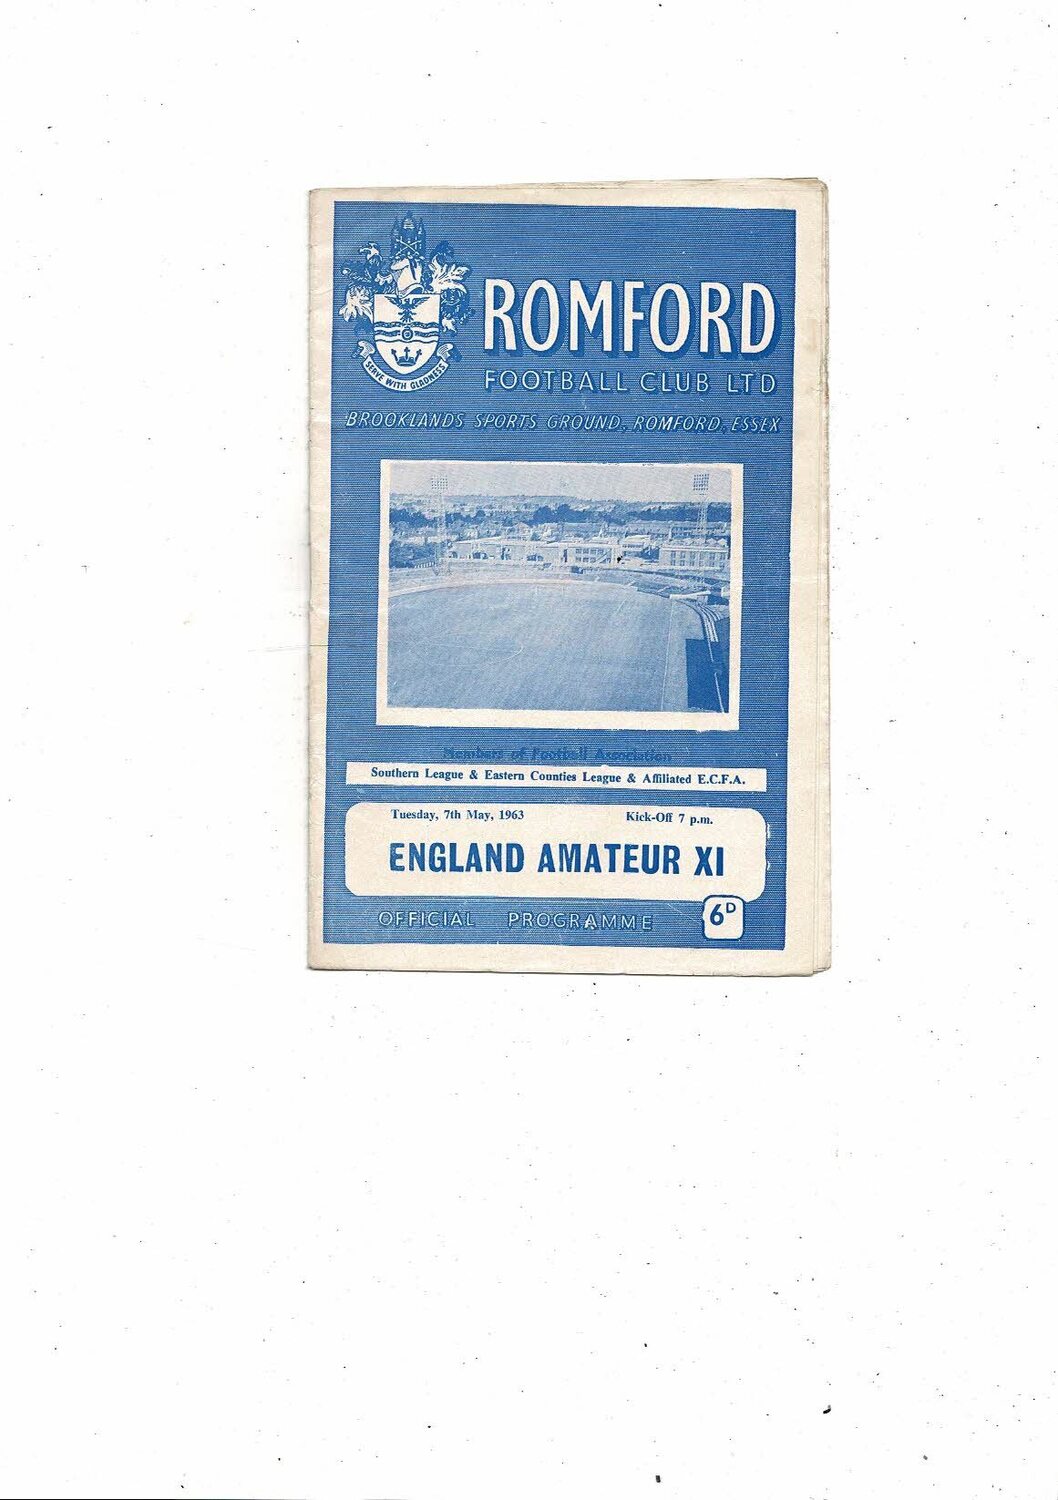 ROMFORD
FOOTBALL CLUB LTD
SERVE WITH GLADNESS
BROOKLANDS SPORTS GROUND, ROMFORD, ESSEX
Members of Football Association
Southern League & Eastern Counties League & Affiliated E.C.F.A.
Tuesday, 7th May, 1963 Kick-Off 7 p.m.
ENGLAND AMATEUR XI
OFFICIAL PROGRAMME 6D